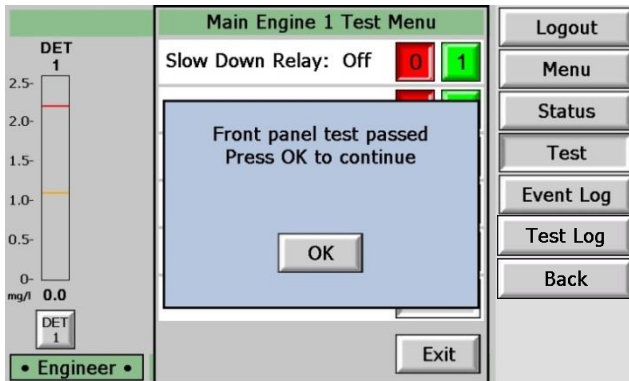 Main Engine 1 Test Menu
Slow Down Relay: Off 0 1
Front panel test passed
Press OK to continue
OK
Exit
DET
1
2.5-
2.0-
1.5-
1.0-
0.5-
0-
mg/l 0.0
DET
1
• Engineer •
Logout
Menu
Status
Test
Event Log
Test Log
Back